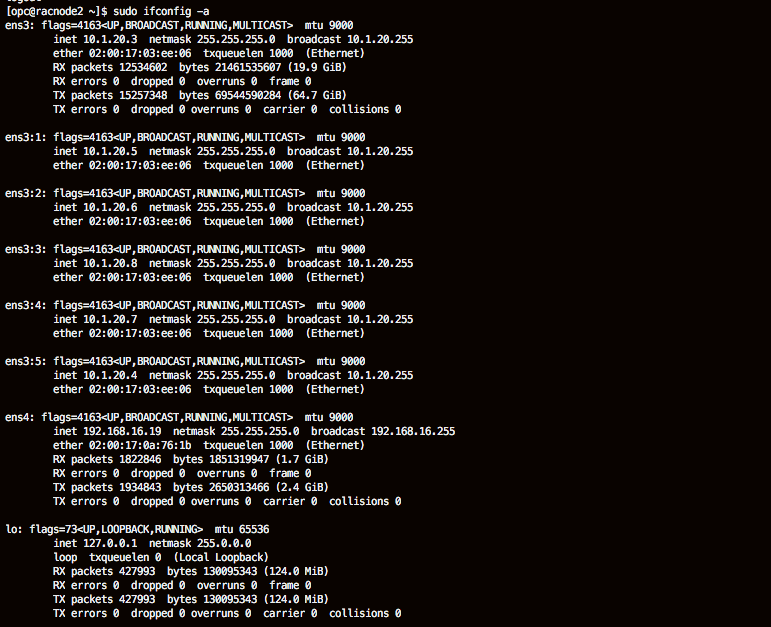 [opc@racnode2 ~]$ sudo ifconfig -a
ens3: flags=4163<UP,BROADCAST,RUNNING,MULTICAST>  mtu 9000
        inet 10.1.20.3  netmask 255.255.255.0  broadcast 10.1.20.255
        ether 02:00:17:03:ee:06  txqueuelen 1000  (Ethernet)
        RX packets 12534602  bytes 21461535607 (19.9 GiB)
        RX errors 0  dropped 0  overruns 0  frame 0
        TX packets 15257348  bytes 69544590284 (64.7 GiB)
        TX errors 0  dropped 0 overruns 0  carrier 0  collisions 0

ens3:1: flags=4163<UP,BROADCAST,RUNNING,MULTICAST>  mtu 9000
        inet 10.1.20.5  netmask 255.255.255.0  broadcast 10.1.20.255
        ether 02:00:17:03:ee:06  txqueuelen 1000  (Ethernet)

ens3:2: flags=4163<UP,BROADCAST,RUNNING,MULTICAST>  mtu 9000
        inet 10.1.20.6  netmask 255.255.255.0  broadcast 10.1.20.255
        ether 02:00:17:03:ee:06  txqueuelen 1000  (Ethernet)

ens3:3: flags=4163<UP,BROADCAST,RUNNING,MULTICAST>  mtu 9000
        inet 10.1.20.8  netmask 255.255.255.0  broadcast 10.1.20.255
        ether 02:00:17:03:ee:06  txqueuelen 1000  (Ethernet)

ens3:4: flags=4163<UP,BROADCAST,RUNNING,MULTICAST>  mtu 9000
        inet 10.1.20.7  netmask 255.255.255.0  broadcast 10.1.20.255
        ether 02:00:17:03:ee:06  txqueuelen 1000  (Ethernet)

ens3:5: flags=4163<UP,BROADCAST,RUNNING,MULTICAST>  mtu 9000
        inet 10.1.20.4  netmask 255.255.255.0  broadcast 10.1.20.255
        ether 02:00:17:03:ee:06  txqueuelen 1000  (Ethernet)

ens4: flags=4163<UP,BROADCAST,RUNNING,MULTICAST>  mtu 9000
        inet 192.168.16.19  netmask 255.255.255.0  broadcast 192.168.16.255
        ether 02:00:17:0a:76:1b  txqueuelen 1000  (Ethernet)
        RX packets 1822846  bytes 1851319947 (1.7 GiB)
        RX errors 0  dropped 0  overruns 0  frame 0
        TX packets 1934843  bytes 2650313466 (2.4 GiB)
        TX errors 0  dropped 0 overruns 0  carrier 0  collisions 0

lo: flags=73<UP,LOOPBACK,RUNNING>  mtu 65536
        inet 127.0.0.1  netmask 255.0.0.0
        loop  txqueuelen 0  (Local Loopback)
        RX packets 427993  bytes 130095343 (124.0 MiB)
        RX errors 0  dropped 0  overruns 0  frame 0
        TX packets 427993  bytes 130095343 (124.0 MiB)
        TX errors 0  dropped 0 overruns 0  carrier 0  collisions 0